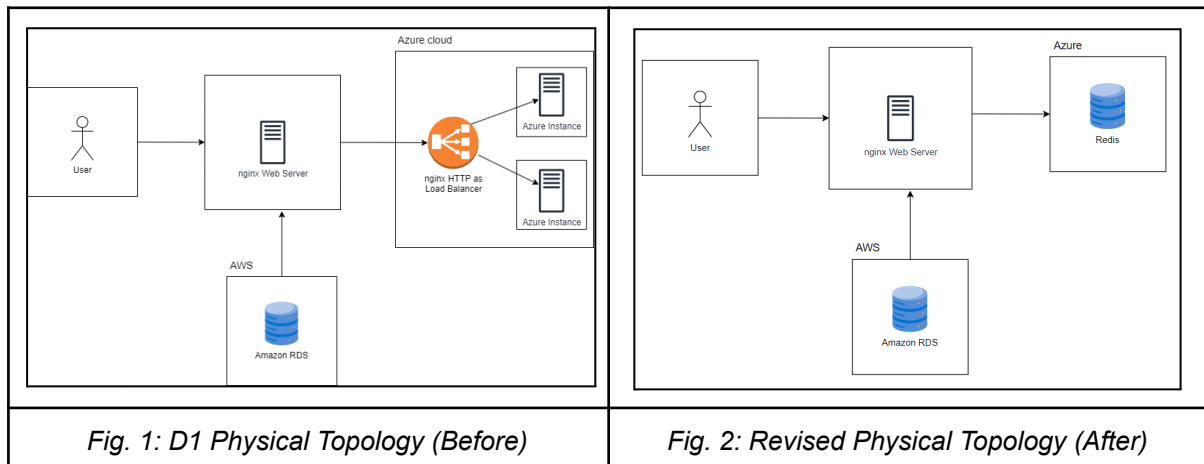 Azure cloud
Azure Instance
User
nginx Web Server
nginx HTTP as
Load Balancer
Azure Instance
AWS
Amazon RDS
Fig. 1: D1 Physical Topology (Before)
Azure
User
nginx Web Server
Redis
AWS
Amazon RDS
Fig. 2: Revised Physical Topology (After)